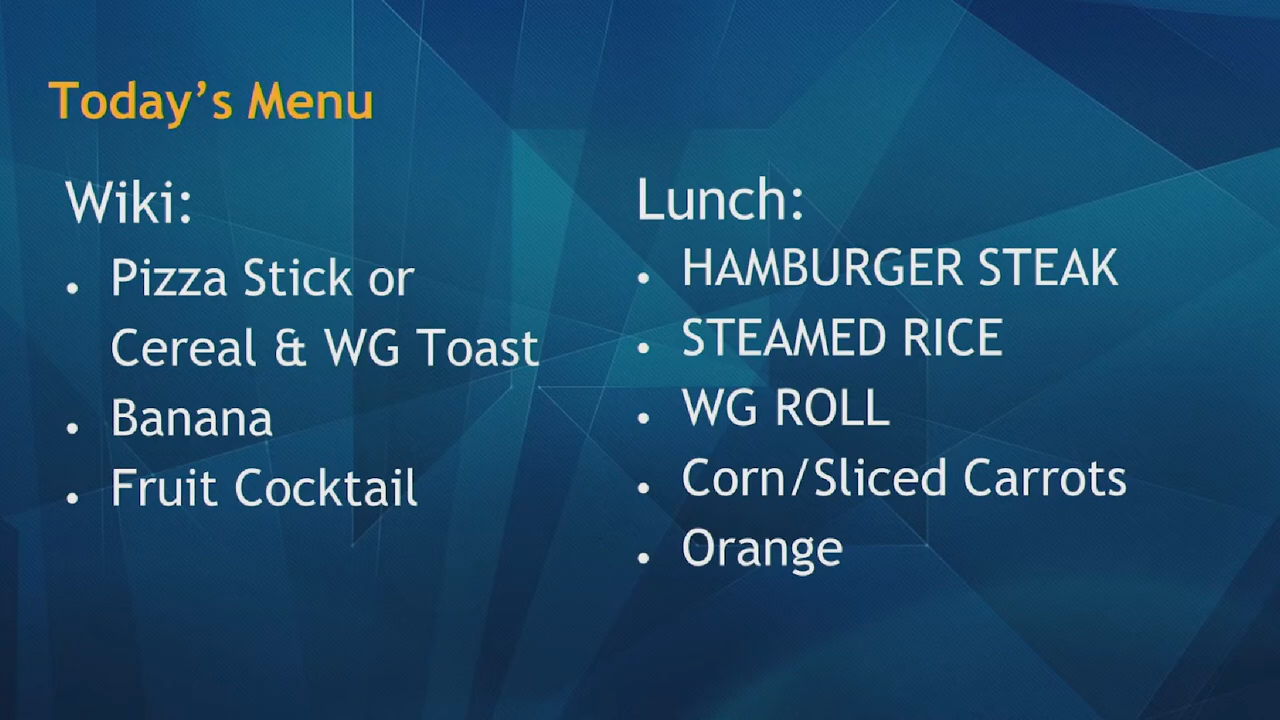 Today’s Menu
Wiki:
• Pizza Stick or
Cereal & WG Toast
• Banana
• Fruit Cocktail
Lunch:
• HAMBURGER STEAK
• STEAMED RICE
• WG ROLL
• Corn/Sliced Carrots
• Orange